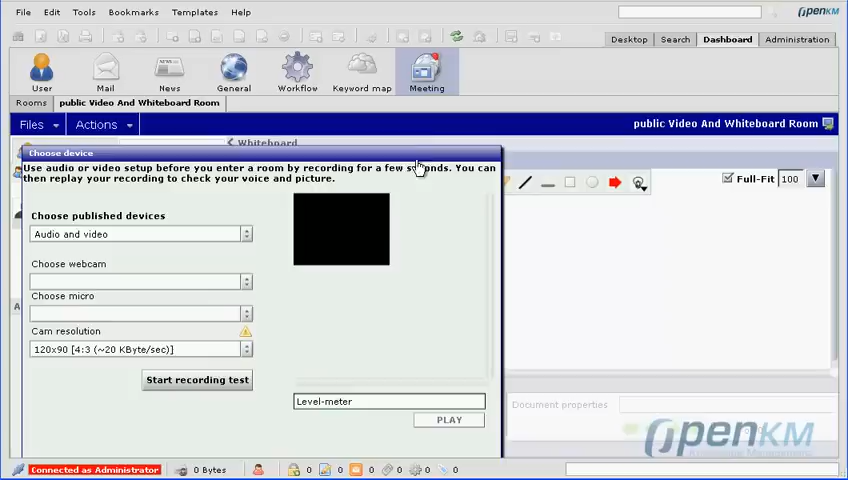 File Edit Tools Bookmarks Templates Help
OpenKM
Desktop Search Dashboard Administration
NEWS
User Mail News General Workflow Keyword map Meeting
Rooms public Video And Whiteboard Room
Files Actions public Video And Whiteboard Room
Whiteboard
Choose device
Use audio or video setup before you enter a room by recording for a few seconds. You can
then replay your recording to check your voice and picture.
Full-Fit 100
Choose published devices
Audio and video
Choose webcam
Choose micro
Cam resolution
120x90 [4:3 (~20 KByte/sec)]
Start recording test
Level-meter
PLAY
Document properties
OpenKM
Knowledge Management
Connected as Administrator 0 Bytes 0 0 0 0 0 0